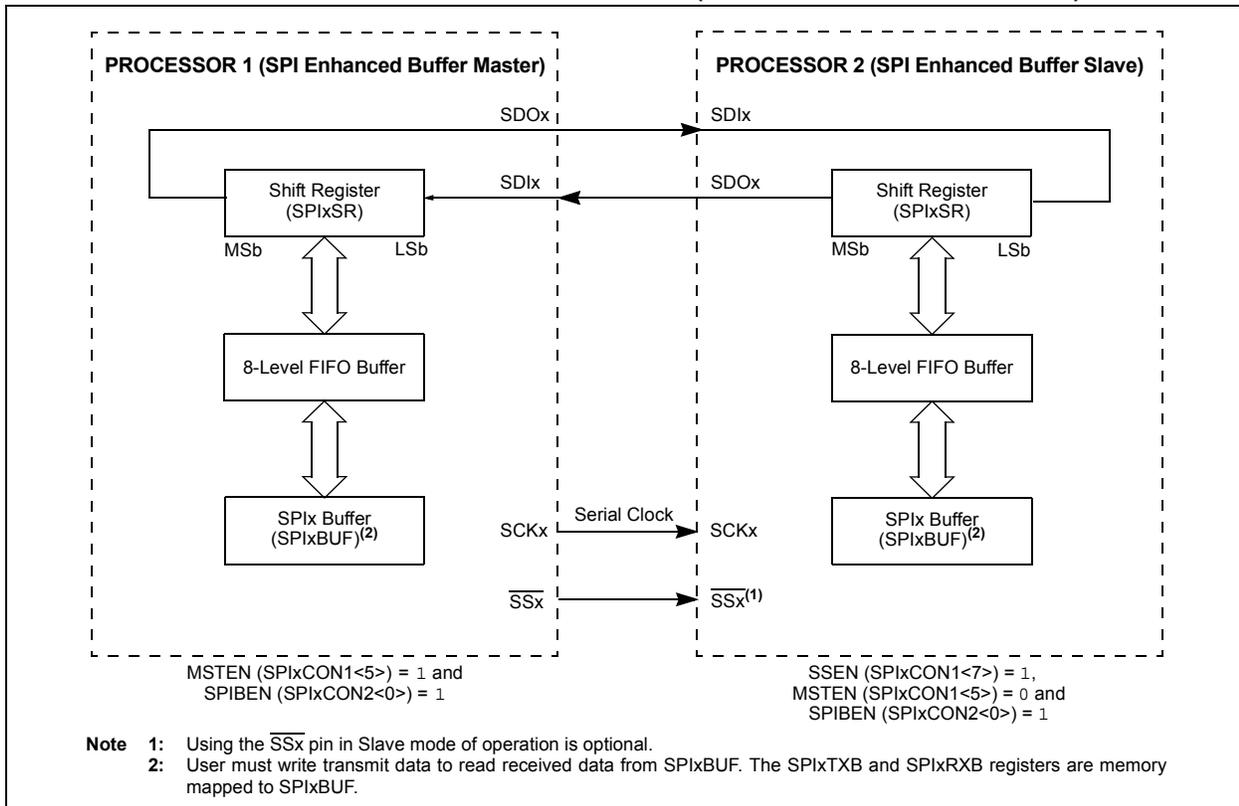 PROCESSOR 1 (SPI Enhanced Buffer Master)
PROCESSOR 2 (SPI Enhanced Buffer Slave)
SDOx
SDIx
Shift Register
(SPIxSR)
SDIx
SDOx
Shift Register
(SPIxSR)
MSb
LSb
MSb
LSb
8-Level FIFO Buffer
8-Level FIFO Buffer
SPIx Buffer
(SPIxBUF)(2)
SCKx
Serial Clock
SCKx
SPIx Buffer
(SPIxBUF)(2)
SSx
SSx(1)
MSTEN (SPIxCON1<5>) = 1 and
SPIBEN (SPIxCON2<0>) = 1
SSEN (SPIxCON1<7>) = 1,
MSTEN (SPIxCON1<5>) = 0 and
SPIBEN (SPIxCON2<0>) = 1
Note 1: Using the SSx pin in Slave mode of operation is optional.
2: User must write transmit data to read received data from SPIxBUF. The SPIxTXB and SPIxRXB registers are memory
mapped to SPIxBUF.